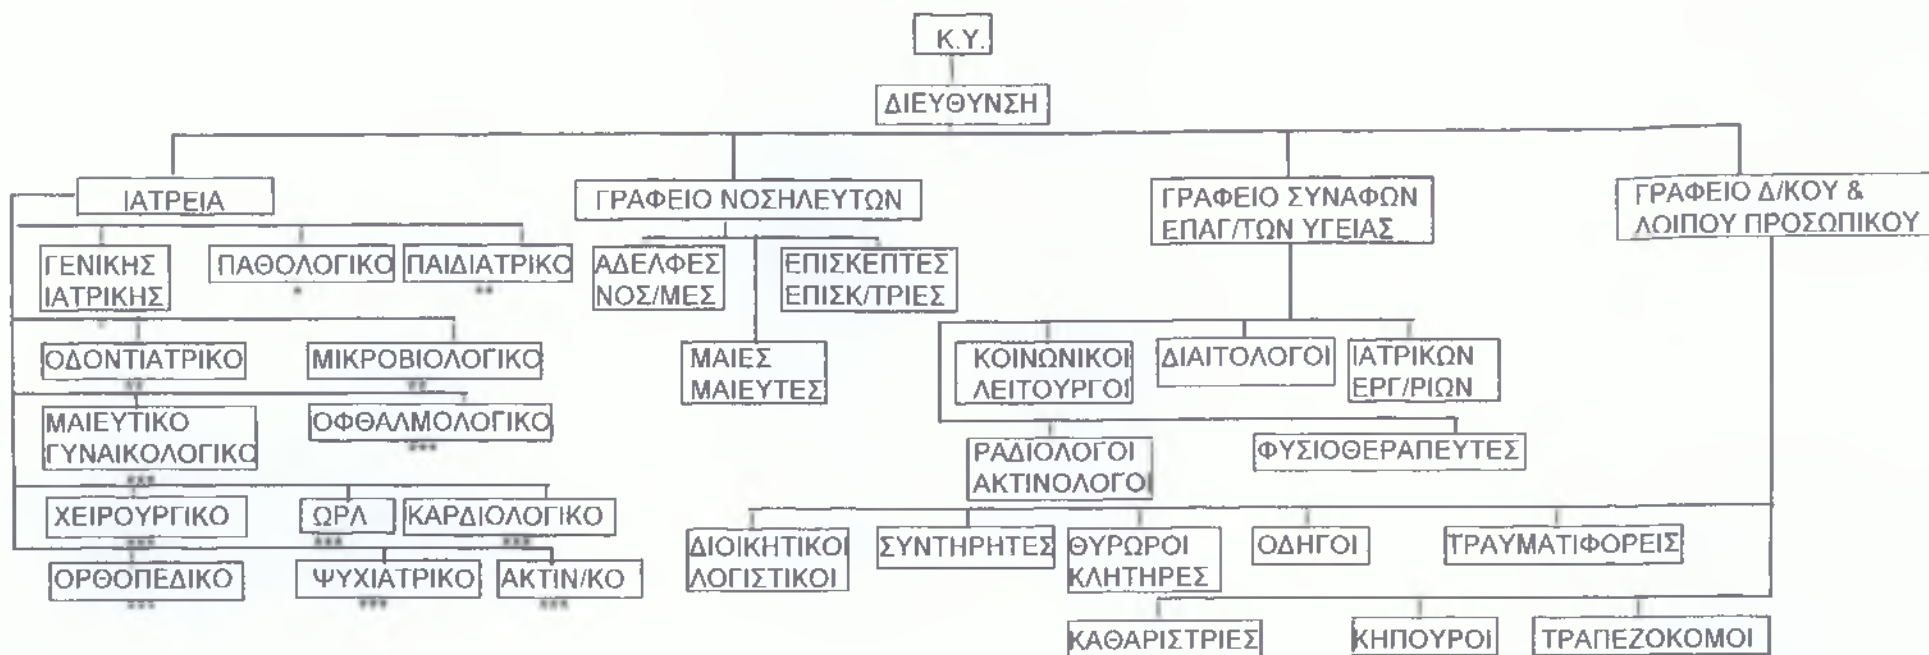 Κ.Υ.
ΔΙΕΥΘΥΝΣΗ
ΙΑΤΡΕΙΑ
ΓΡΑΦΕΙΟ ΝΟΣΗΛΕΥΤΩΝ
ΓΡΑΦΕΙΟ ΣΥΝΑΦΩΝ
ΕΠΑΓ/ΤΩΝ ΥΓΕΙΑΣ
ΓΡΑΦΕΙΟ Δ/ΚΟΥ &
ΛΟΙΠΟΥ ΠΡΟΣΩΠΙΚΟΥ
ΓΕΝΙΚΗΣ
ΙΑΤΡΙΚΗΣ
*
ΠΑΘΟΛΟΓΙΚΟ
*
ΠΑΙΔΙΑΤΡΙΚΟ
**
ΑΔΕΛΦΕΣ
ΝΟΣ/ΜΕΣ
ΕΠΙΣΚΕΠΤΕΣ
ΕΠΙΣΚ/ΤΡΙΕΣ
ΟΔΟΝΤΙΑΤΡΙΚΟ
**
ΜΙΚΡΟΒΙΟΛΟΓΙΚΟ
**
ΜΑΙΕΣ
ΜΑΙΕΥΤΕΣ
ΚΟΙΝΩΝΙΚΟΙ
ΛΕΙΤΟΥΡΓΟΙ
ΔΙΑΙΤΟΛΟΓΟΙ
ΙΑΤΡΙΚΩΝ
ΕΡΓ/ΡΙΩΝ
ΜΑΙΕΥΤΙΚΟ
ΓΥΝΑΙΚΟΛΟΓΙΚΟ
***
ΟΦΘΑΛΜΟΛΟΓΙΚΟ
***
ΡΑΔΙΟΛΟΓΟΙ
ΑΚΤΙΝΟΛΟΓΟΙ
ΦΥΣΙΟΘΕΡΑΠΕΥΤΕΣ
ΧΕΙΡΟΥΡΓΙΚΟ
***
ΩΡΛ
***
ΚΑΡΔΙΟΛΟΓΙΚΟ
***
ΔΙΟΙΚΗΤΙΚΟΙ
ΛΟΓΙΣΤΙΚΟΙ
ΣΥΝΤΗΡΗΤΕΣ
ΘΥΡΩΡΟΙ
ΚΛΗΤΗΡΕΣ
ΟΔΗΓΟΙ
ΤΡΑΥΜΑΤΙΦΟΡΕΙΣ
ΟΡΘΟΠΕΔΙΚΟ
***
ΨΥΧΙΑΤΡΙΚΟ
***
ΑΚΤΙΝ/ΚΟ
***
ΚΑΘΑΡΙΣΤΡΙΕΣ
ΚΗΠΟΥΡΟΙ
ΤΡΑΠΕΖΟΚΟΜΟΙ